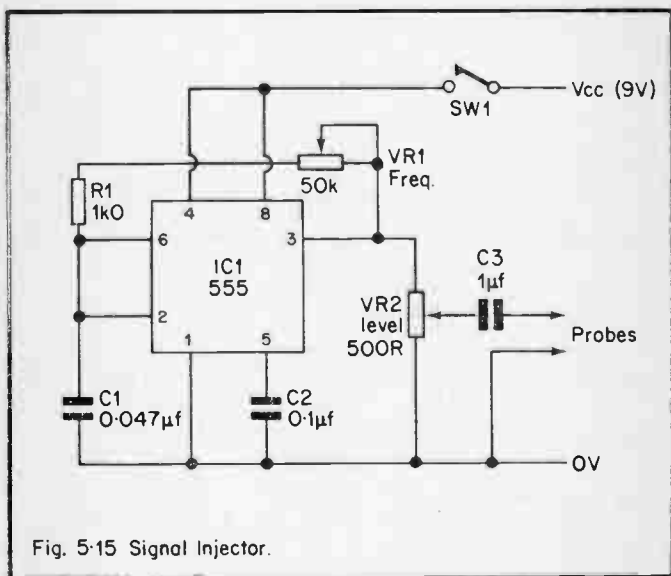 Vcc (9V)
SW1
VR1
Freq.
50k
R1
1k0
4
8
6
3
IC1
555
2
1
5
C3
1µf
VR2
level
500R
Probes
C1
0·047µf
C2
0·1µf
0V
Fig. 5·15 Signal Injector.